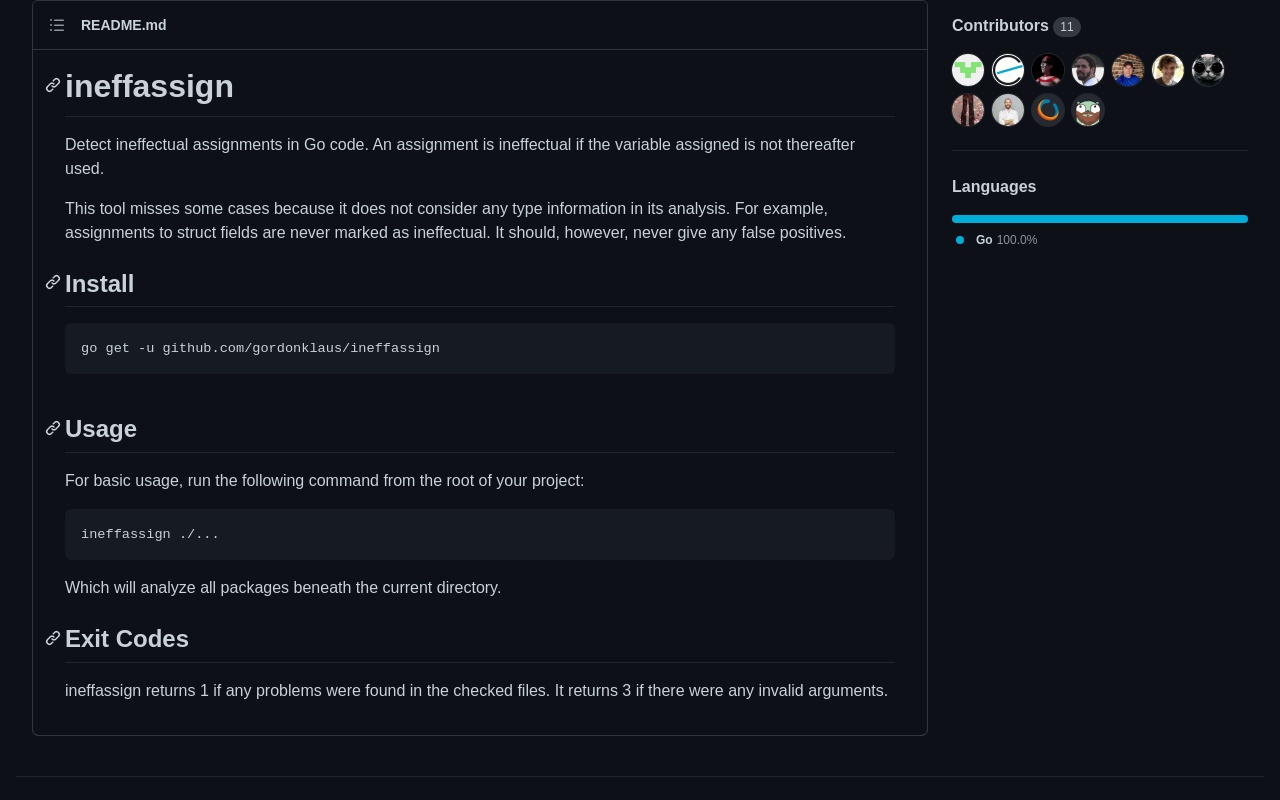 README.md
ineffassign
Detect ineffectual assignments in Go code. An assignment is ineffectual if the variable assigned is not thereafter
used.
This tool misses some cases because it does not consider any type information in its analysis. For example,
assignments to struct fields are never marked as ineffectual. It should, however, never give any false positives.
Install
go get -u github.com/gordonklaus/ineffassign
Usage
For basic usage, run the following command from the root of your project:
ineffassign ./...
Which will analyze all packages beneath the current directory.
Exit Codes
ineffassign returns 1 if any problems were found in the checked files. It returns 3 if there were any invalid arguments.
Contributors 11
Languages
Go 100.0%